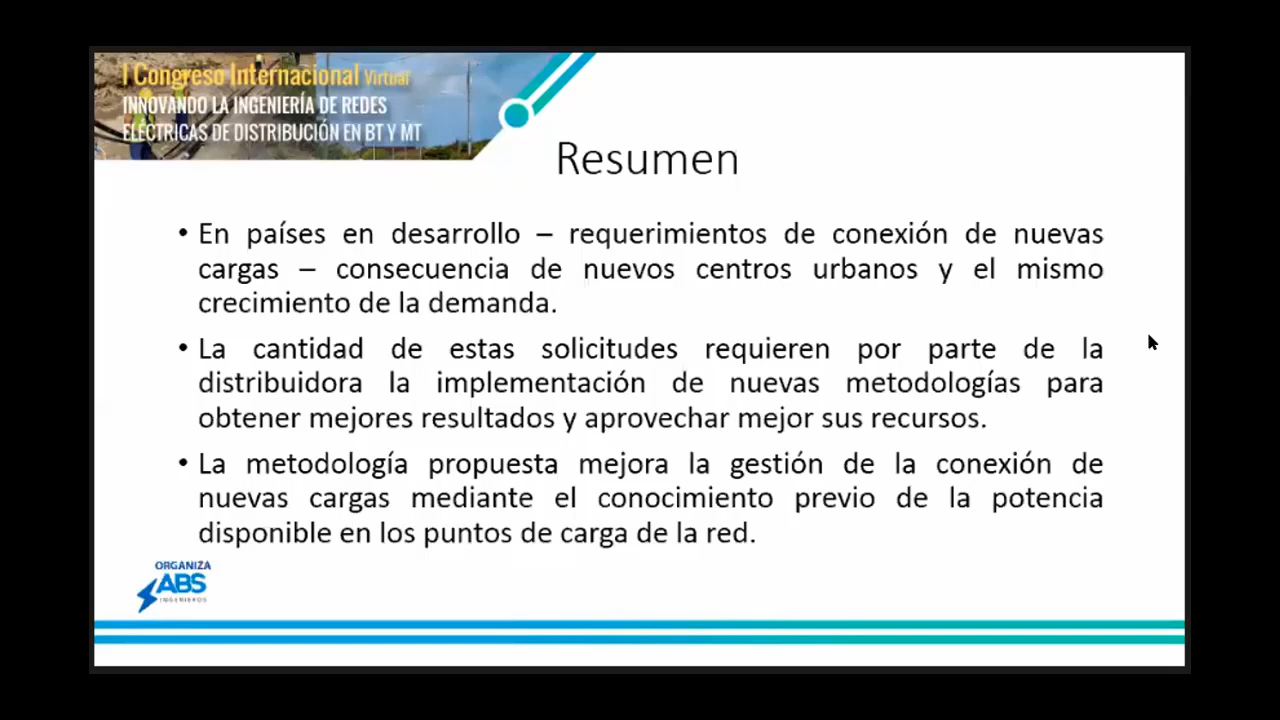 I Congreso Internacional Virtual
INNOVANDO LA INGENIERÍA DE REDES
ELÉCTRICAS DE DISTRIBUCIÓN EN BT Y MT
Resumen
• En países en desarrollo – requerimientos de conexión de nuevas
cargas – consecuencia de nuevos centros urbanos y el mismo
crecimiento de la demanda.
• La cantidad de estas solicitudes requieren por parte de la
distribuidora la implementación de nuevas metodologías para
obtener mejores resultados y aprovechar mejor sus recursos.
• La metodología propuesta mejora la gestión de la conexión de
nuevas cargas mediante el conocimiento previo de la potencia
disponible en los puntos de carga de la red.
ORGANIZA
ABS
INGENIEROS